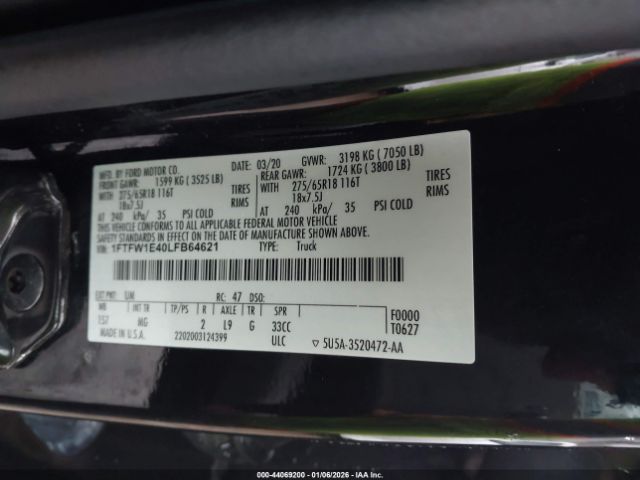 MFD. BY FORD MOTOR CO.
DATE: 03/20 GVWR: 3198 KG ( 7050 LB)
FRONT GAWR: 1599 KG ( 3525 LB) REAR GAWR: 1724 KG ( 3800 LB)
WITH 275/65R18 116T TIRES WITH 275/65R18 116T TIRES
18x7.5J RIMS 18x7.5J RIMS
AT 240 kPa/ 35 PSI COLD AT 240 kPa/ 35 PSI COLD
THIS VEHICLE CONFORMS TO ALL APPLICABLE FEDERAL MOTOR VEHICLE
SAFETY STANDARDS IN EFFECT ON THE DATE OF MANUFACTURE SHOWN ABOVE.
VIN: 1FTFW1E40LFB64621 TYPE: Truck
EXT PNT: UM RC: 47 DSO:
WB INT TR TP/PS R AXLE TR SPR
157 MG 2 L9 G 33CC
MADE IN U.S.A. 2202003124399 ULC
F0000
T0627
▽ 5U5A-3520472-AA
000-44069200 - 01/06/2026 - IAAI.COM